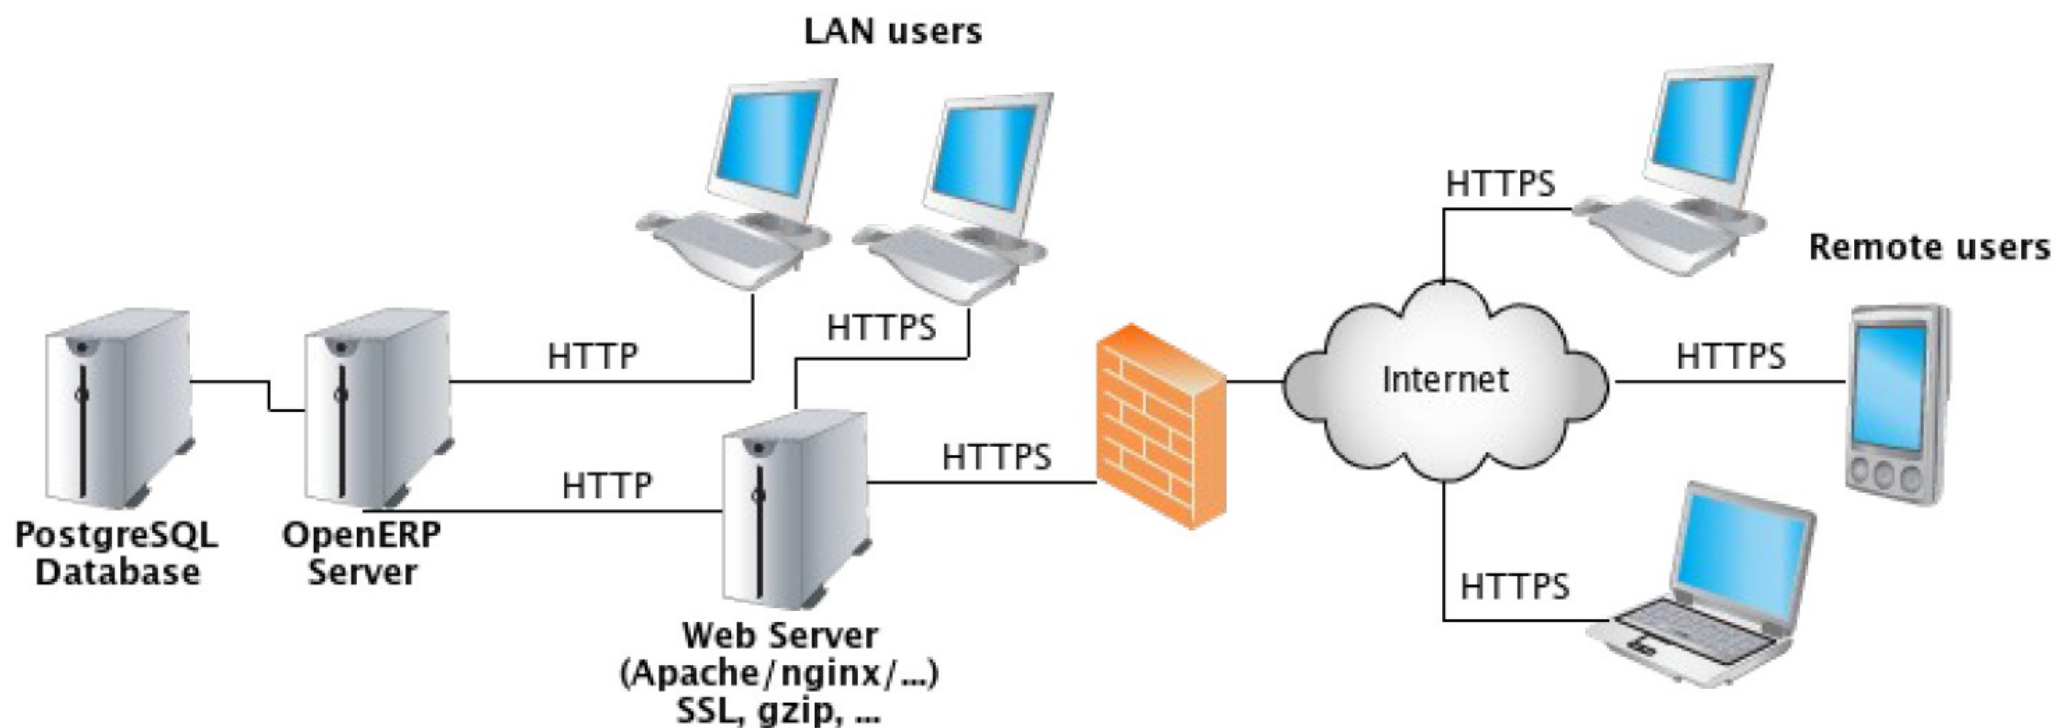 LAN users
HTTPS
Remote users
HTTPS
HTTP
HTTPS
Internet
HTTPS
HTTP
HTTPS
PostgreSQL
Database
OpenERP
Server
HTTPS
Web Server
(Apache/nginx/...)
SSL, gzip, ...